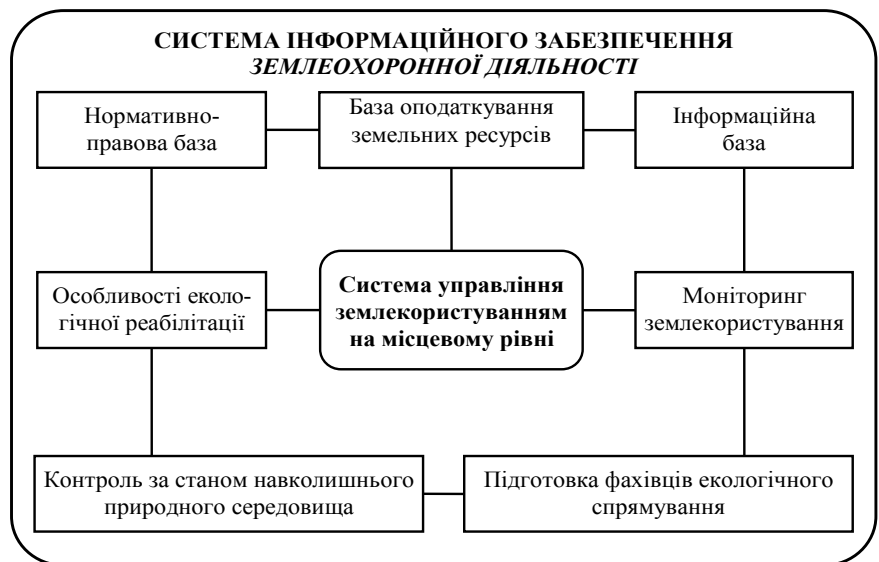 СИСТЕМА ІНФОРМАЦІЙНОГО ЗАБЕЗПЕЧЕННЯ
ЗЕМЛЕОХОРОННОЇ ДІЯЛЬНОСТІ
Нормативно-
правова база
База оподаткування
земельних ресурсів
Інформаційна
база
Особливості еколо-
гічної реабілітації
Система управління
землекористуванням
на місцевому рівні
Моніторинг
землекористування
Контроль за станом навколишнього
природного середовища
Підготовка фахівців екологічного
спрямування